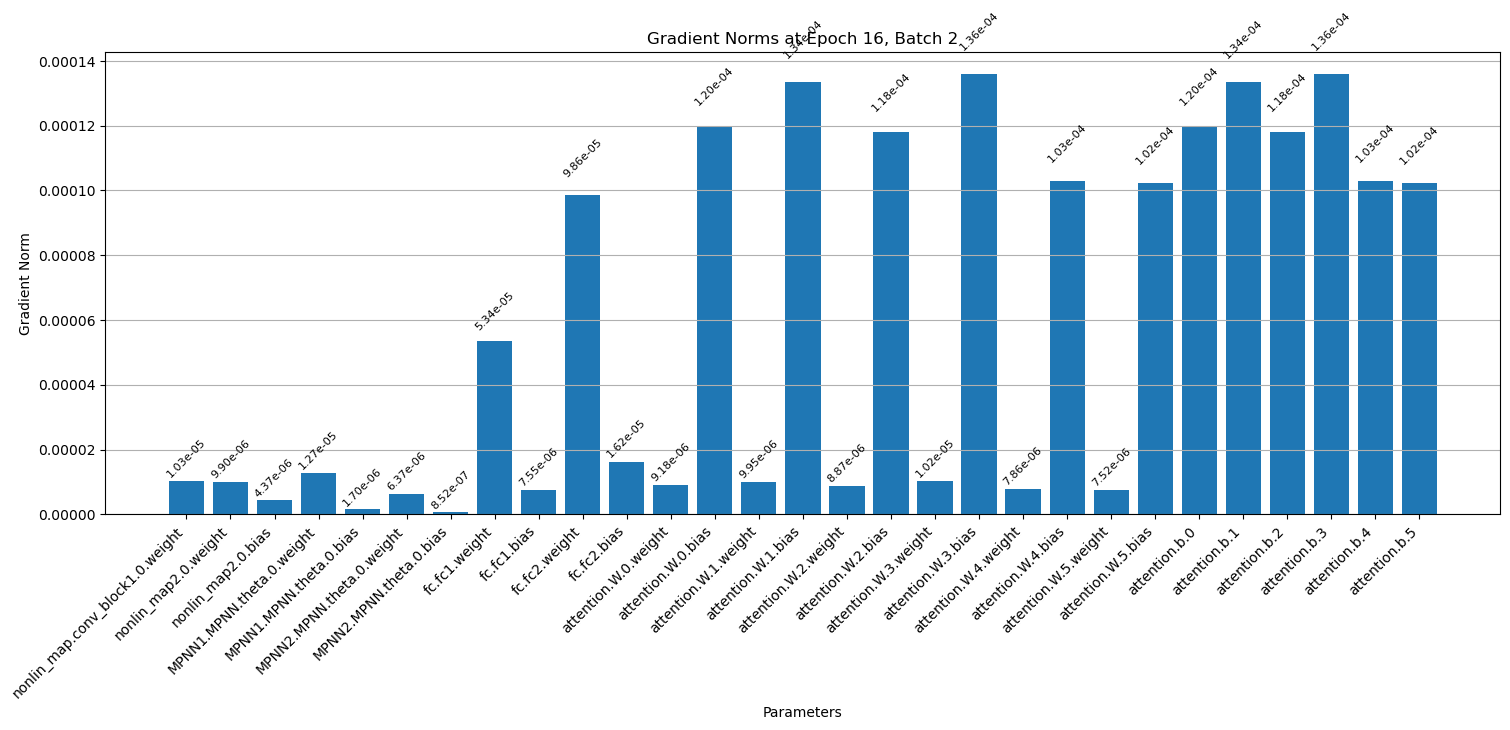 Gradient Norms at Epoch 16, Batch 2
Gradient Norm
0.00014
0.00012
0.00010
0.00008
0.00006
0.00004
0.00002
0.00000
1.03e-05
9.90e-06
4.37e-06
1.27e-05
1.70e-06
6.37e-06
8.52e-07
5.34e-05
7.55e-06
9.86e-05
1.62e-05
9.18e-06
1.20e-04
9.95e-06
1.34e-04
8.87e-06
1.18e-04
1.02e-05
1.36e-04
7.86e-06
1.03e-04
7.52e-06
1.02e-04
1.20e-04
1.34e-04
1.18e-04
1.36e-04
1.03e-04
1.02e-04
nonlin_map.conv_block1.0.weight
nonlin_map2.0.weight
nonlin_map2.0.bias
MPNN1.MPNN.theta.0.weight
MPNN1.MPNN.theta.0.bias
MPNN2.MPNN.theta.0.weight
MPNN2.MPNN.theta.0.bias
fc.fc1.weight
fc.fc1.bias
fc.fc2.weight
fc.fc2.bias
attention.W.0.weight
attention.W.0.bias
attention.W.1.weight
attention.W.1.bias
attention.W.2.weight
attention.W.2.bias
attention.W.3.weight
attention.W.3.bias
attention.W.4.weight
attention.W.4.bias
attention.W.5.weight
attention.W.5.bias
attention.b.0
attention.b.1
attention.b.2
attention.b.3
attention.b.4
attention.b.5
Parameters